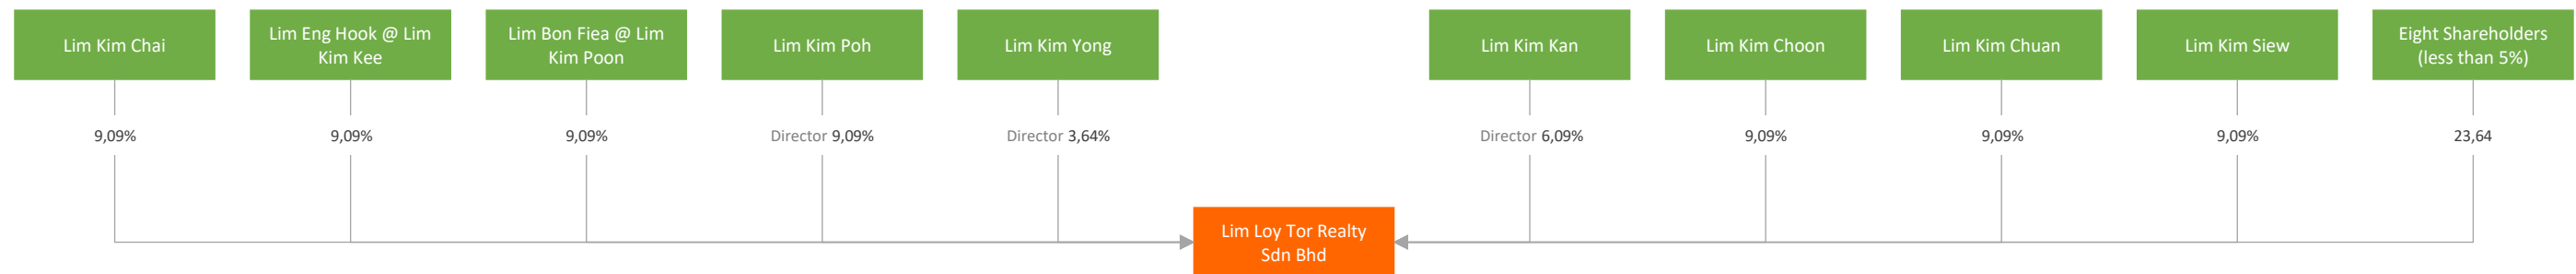 Lim Kim Chai
Lim Eng Hook @ Lim
Kim Kee
Lim Bon Fiea @ Lim
Kim Poon
Lim Kim Poh
Lim Kim Yong
Lim Kim Kan
Lim Kim Choon
Lim Kim Chuan
Lim Kim Siew
Eight Shareholders
(less than 5%)
9,09%
9,09%
9,09%
Director 9,09%
Director 3,64%
Director 6,09%
9,09%
9,09%
9,09%
23,64
Lim Loy Tor Realty
Sdn Bhd